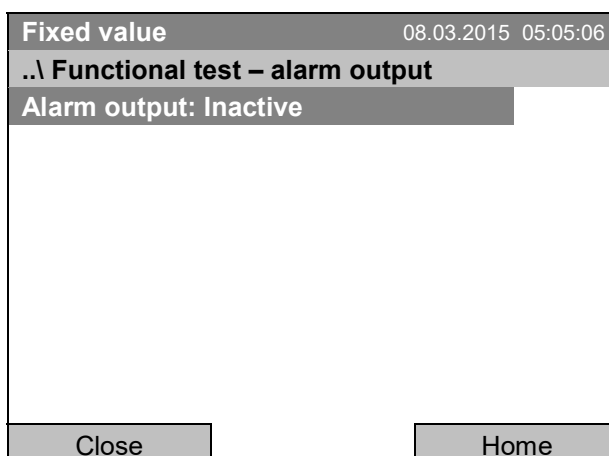 Fixed value 08.03.2015 05:05:06
..\ Functional test – alarm output
Alarm output: Inactive
Close Home